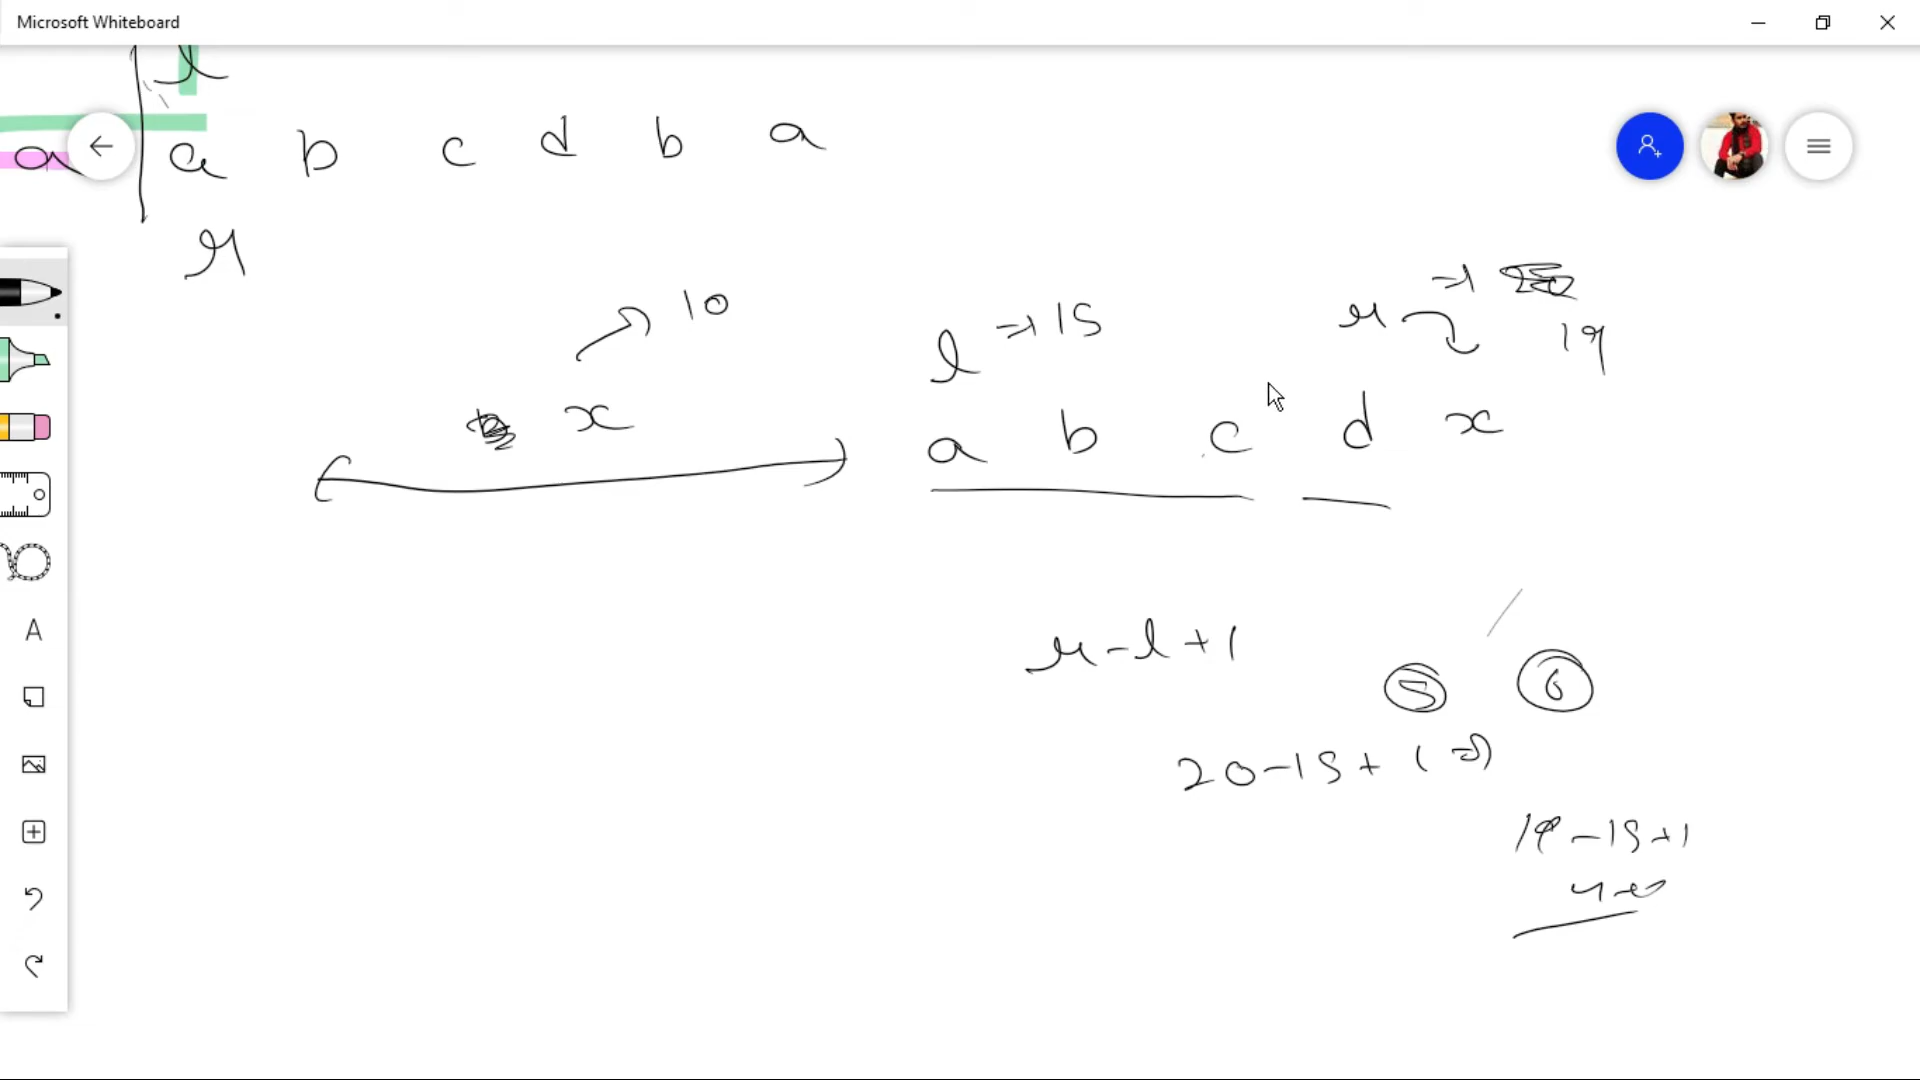 Microsoft Whiteboard
l
a a b c d b a
r
x → 10
l => 15
r => 19
a b c d x
r - l + 1
5 6
20 - 15 + 1 =>
19 - 15 + 1
A